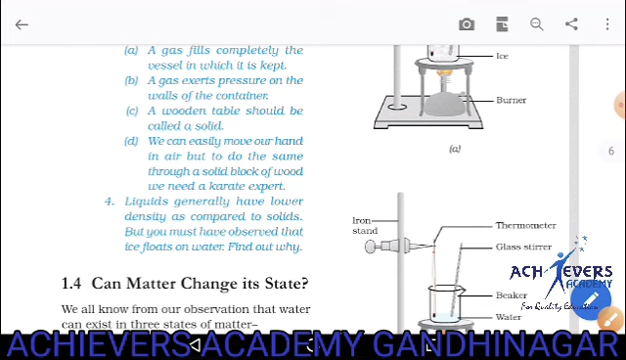 (a) A gas fills completely the
vessel in which it is kept.
(b) A gas exerts pressure on the
walls of the container.
(c) A wooden table should be
called a solid.
(d) We can easily move our hand
in air but to do the same
through a solid block of wood
we need a karate expert.
4. Liquids generally have lower
density as compared to solids.
But you must have observed that
ice floats on water. Find out why.
1.4 Can Matter Change its State?
We all know from our observation that water
can exist in three states of matter–
Ice
Burner
(a)
6
Iron
stand
Thermometer
Glass stirrer
Beaker
Water
ACHIEVERS
ACADEMY
For Quality Education
ACHIEVERS ACADEMY GANDHINAGAR